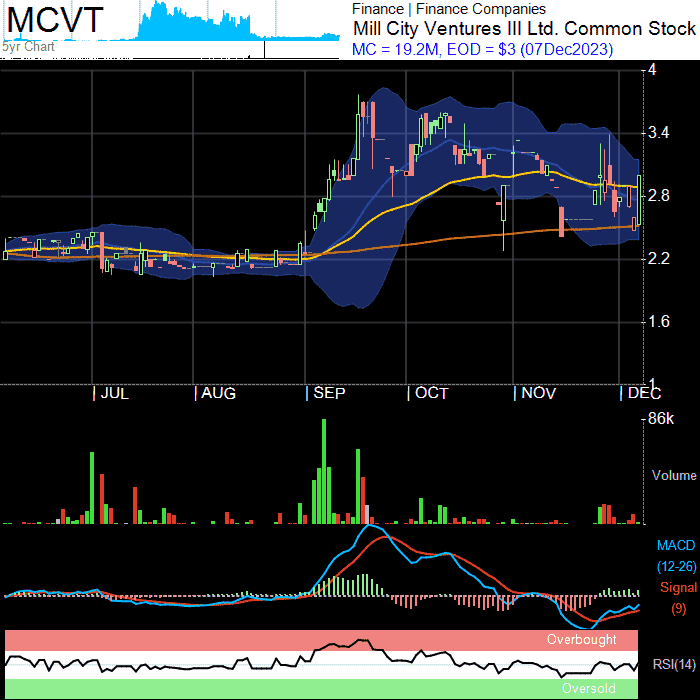 MCVT
5yr Chart
Finance | Finance Companies
Mill City Ventures III Ltd. Common Stock
MC = 19.2M, EOD = $3 (07Dec2023)
4
3.4
2.8
2.2
1.6
1
| JUL | AUG | SEP | OCT | NOV | DEC
86k
Volume
MACD
(12-26)
Signal
(9)
Overbought
RSI(14)
Oversold